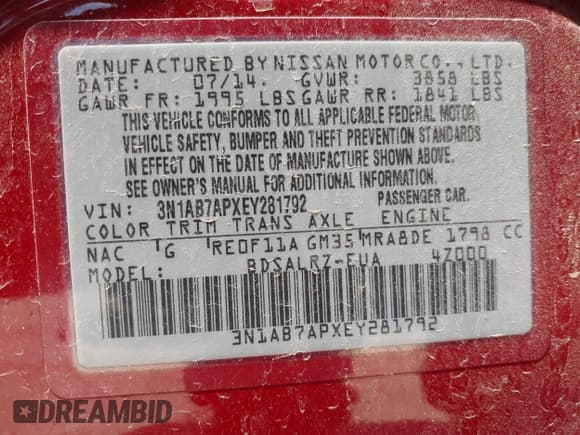 MANUFACTURED BY NISSAN MOTOR CO., LTD.
DATE: 07/14. GVWR: 3858 LBS
GAWR FR: 1995 LBS GAWR RR: 1841 LBS
THIS VEHICLE CONFORMS TO ALL APPLICABLE FEDERAL MOTOR
VEHICLE SAFETY, BUMPER AND THEFT PREVENTION STANDARDS
IN EFFECT ON THE DATE OF MANUFACTURE SHOWN ABOVE.
SEE OWNER'S MANUAL FOR ADDITIONAL INFORMATION.
VIN: 3N1AB7APXEY281792 PASSENGER CAR.
COLOR TRIM TRANS AXLE ENGINE
NAC G RE0F11A GM35 MRA8DE 1798 CC
MODEL: BDSALRZ-EUA 47000
3N1AB7APXEY281792
DREAMBID